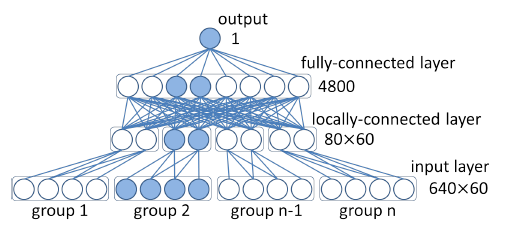 output
1
fully-connected layer
4800
locally-connected layer
80×60
input layer
640×60
group 1 group 2 group n-1 group n